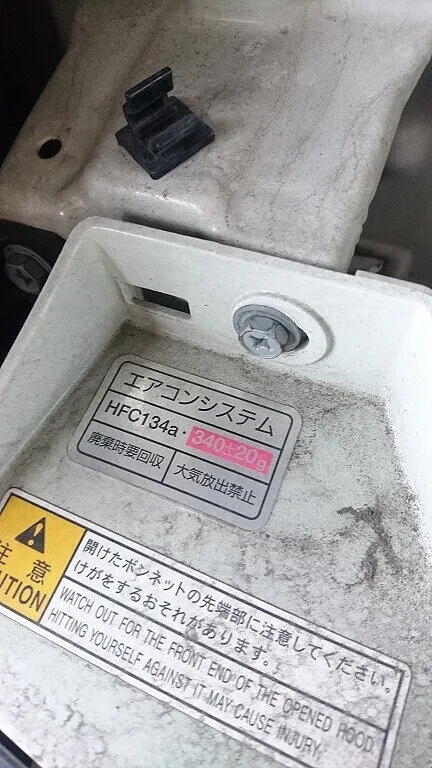 エアコンシステム
HFC134a・340±20g
廃棄時要回収 大気放出禁止
注意
CAUTION
開けたボンネットの先端部に注意してください。
けがをするおそれがあります。
WATCH OUT FOR THE FRONT END OF THE OPENED HOOD.
HITTING YOURSELF AGAINST IT MAY CAUSE INJURY.